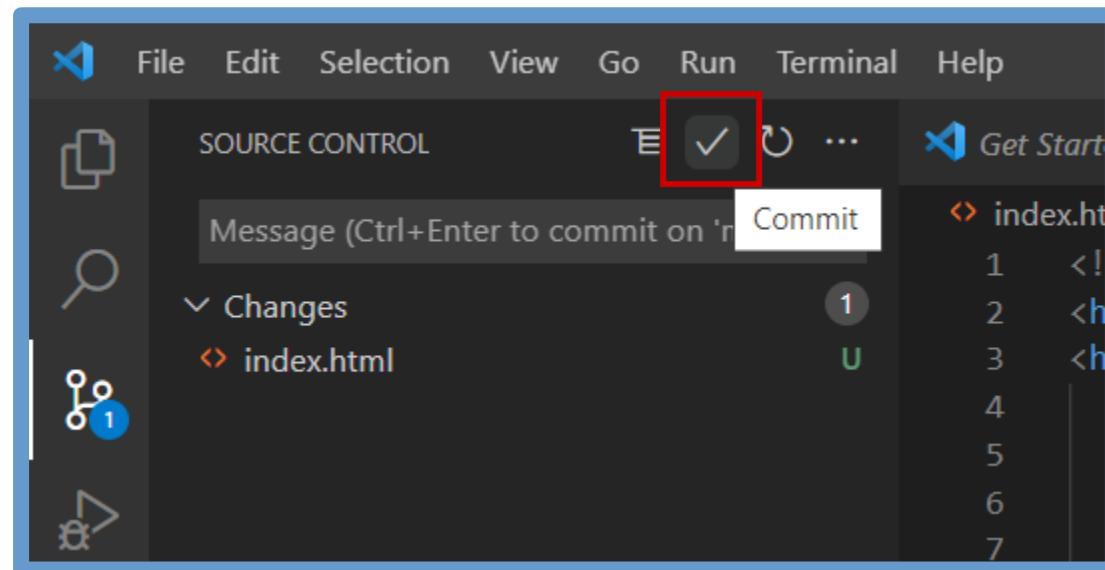 File Edit Selection View Go Run Terminal Help
SOURCE CONTROL
Get Start
Message (Ctrl+Enter to commit on '
Commit
index.ht
1 <!
Changes 1
2 <h
index.html U
3 <h
1
4
5
6
7